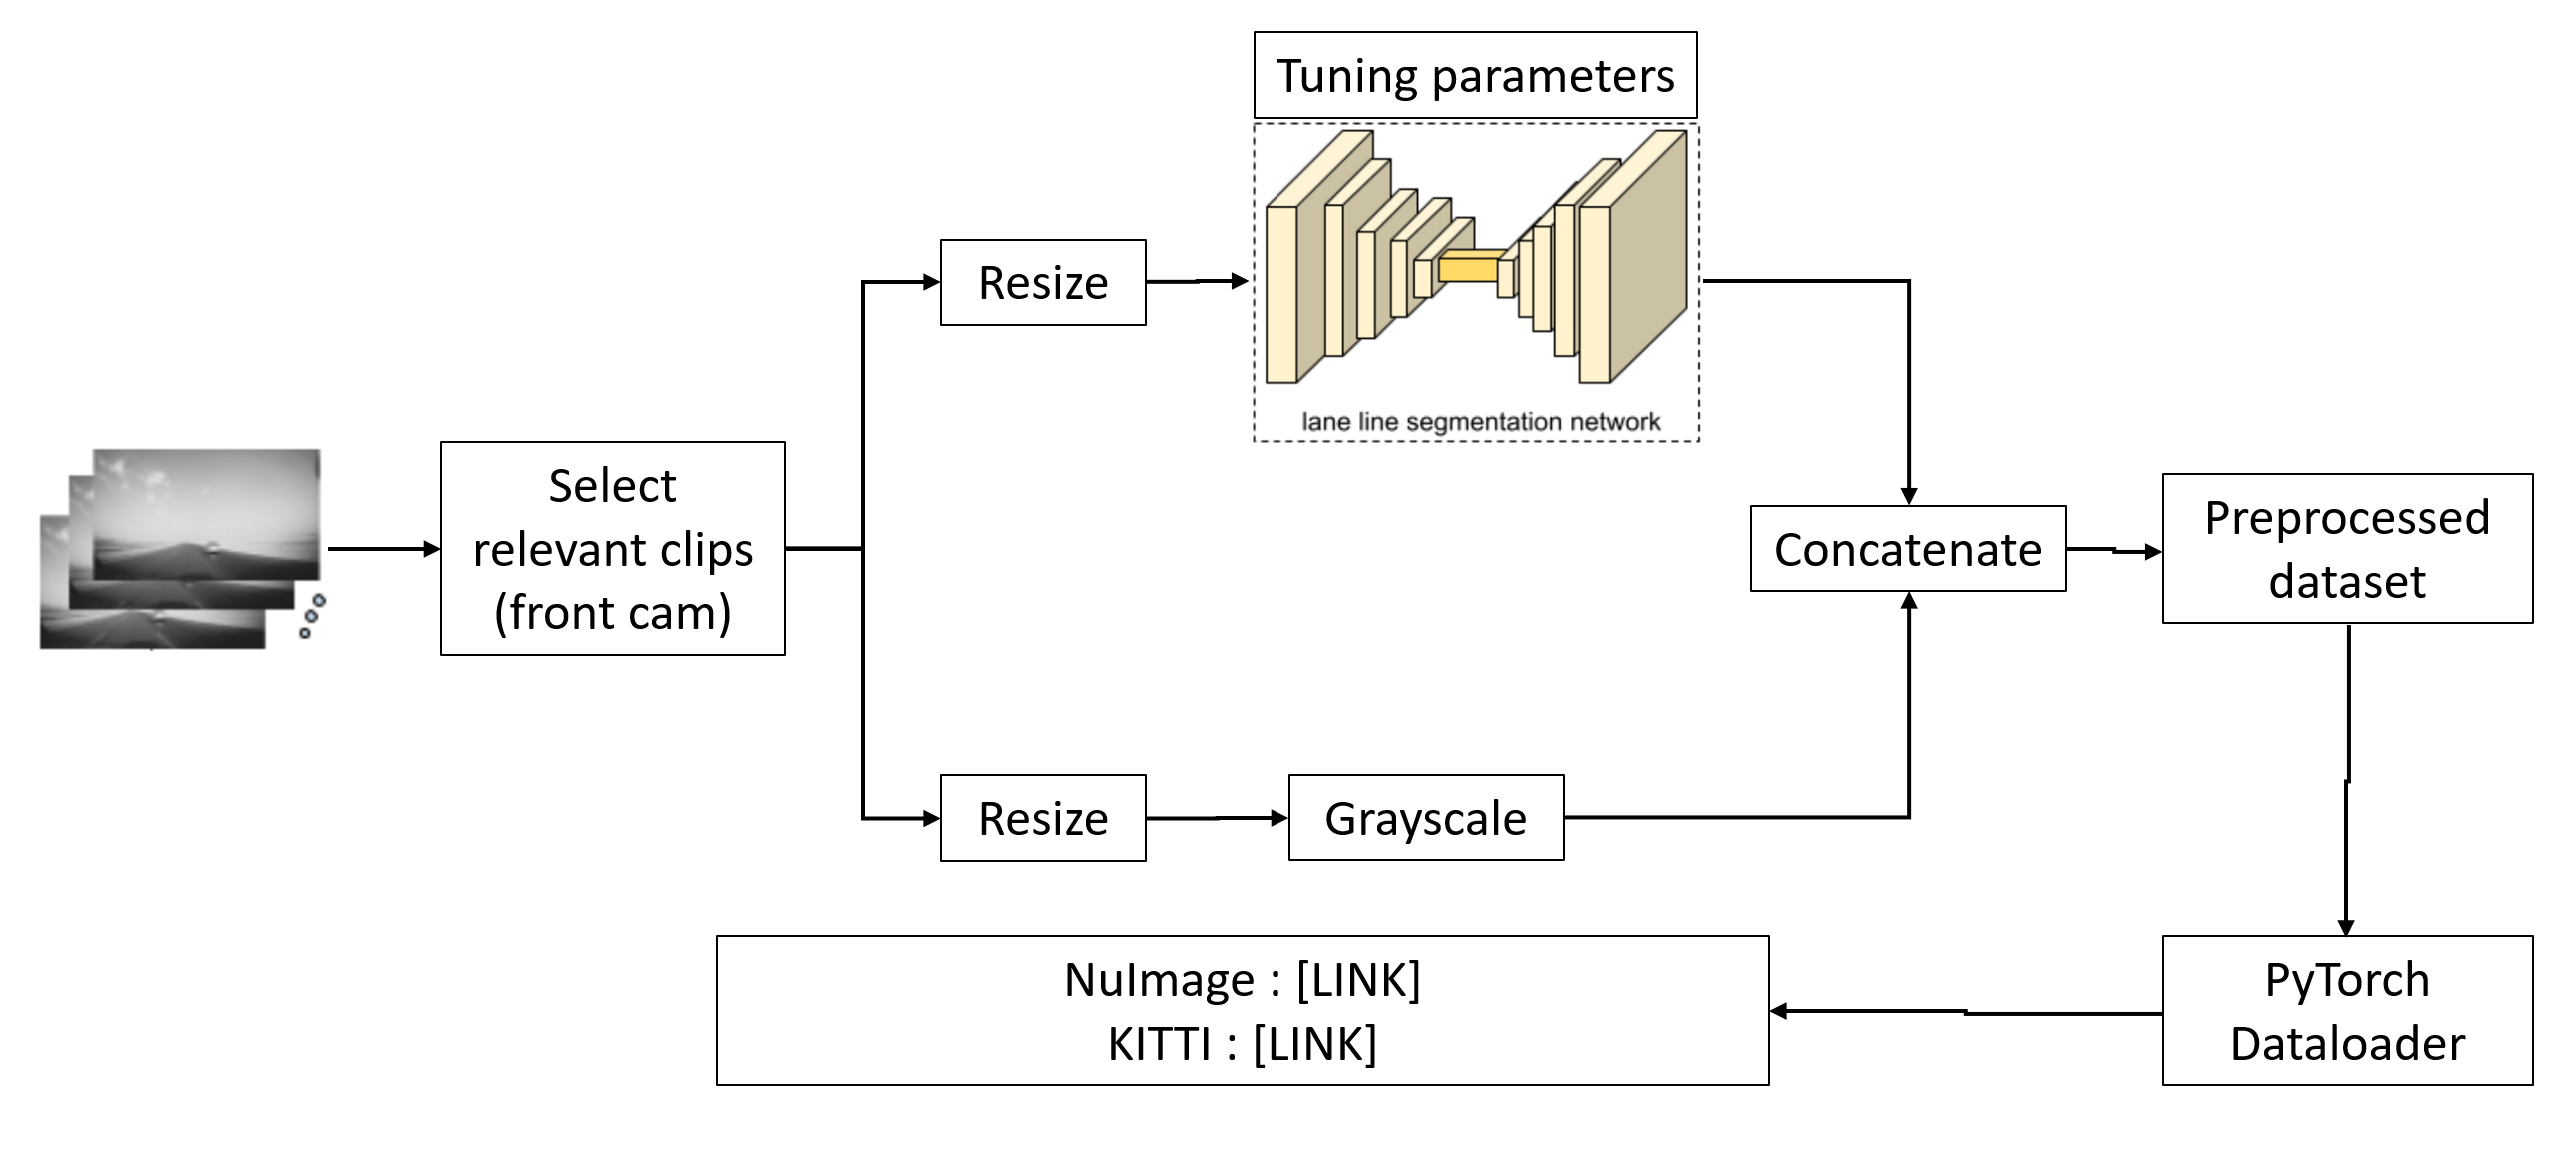 Tuning parameters
lane line segmentation network
Resize
Select
relevant clips
(front cam)
Concatenate
Preprocessed
dataset
Resize
Grayscale
NuImage : [LINK]
KITTI : [LINK]
PyTorch
Dataloader